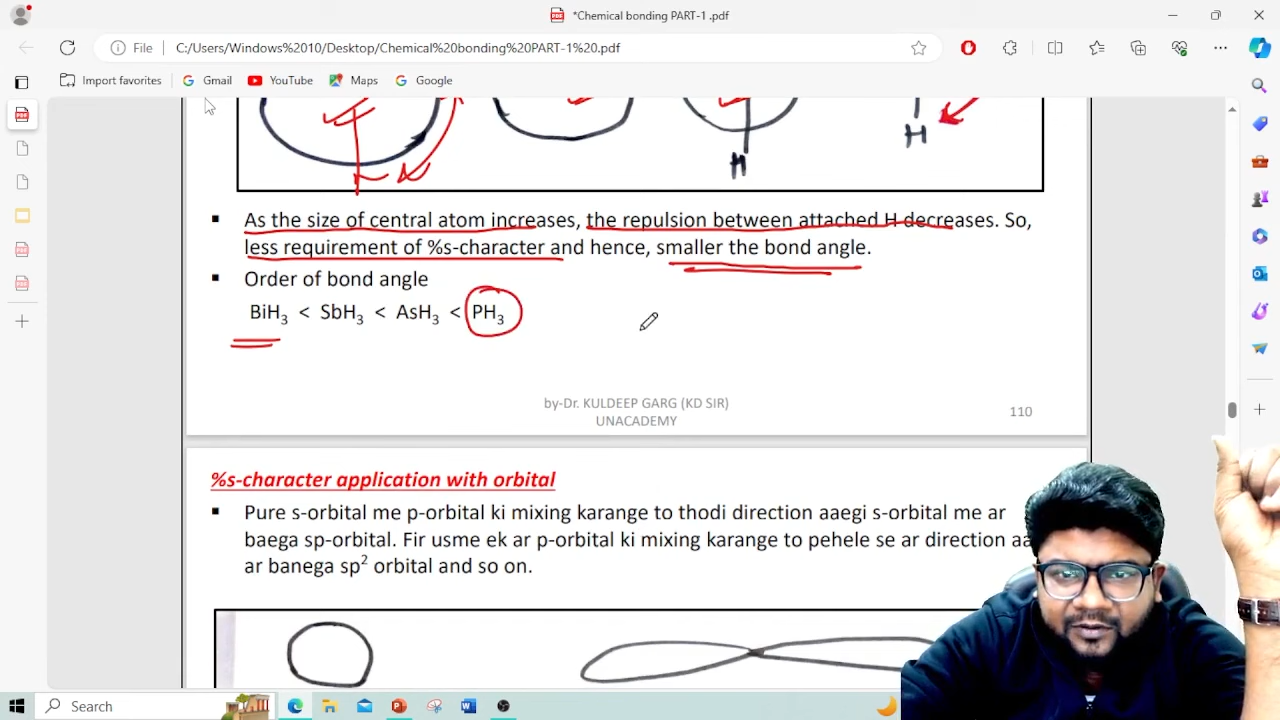 *Chemical bonding PART-1 .pdf
File
C:/Users/Windows%2010/Desktop/Chemical%20bonding%20PART-1%20.pdf
Import favorites
Gmail
YouTube
Maps
Google
H
H
As the size of central atom increases, the repulsion between attached H decreases. So,
less requirement of %s-character and hence, smaller the bond angle.
Order of bond angle
BiH3 < SbH3 < AsH3 < PH3
by-Dr. KULDEEP GARG (KD SIR)
UNACADEMY
110
%s-character application with orbital
Pure s-orbital me p-orbital ki mixing karange to thodi direction aaegi s-orbital me ar
baega sp-orbital. Fir usme ek ar p-orbital ki mixing karange to pehele se ar direction aa
ar banega sp2 orbital and so on.
Search